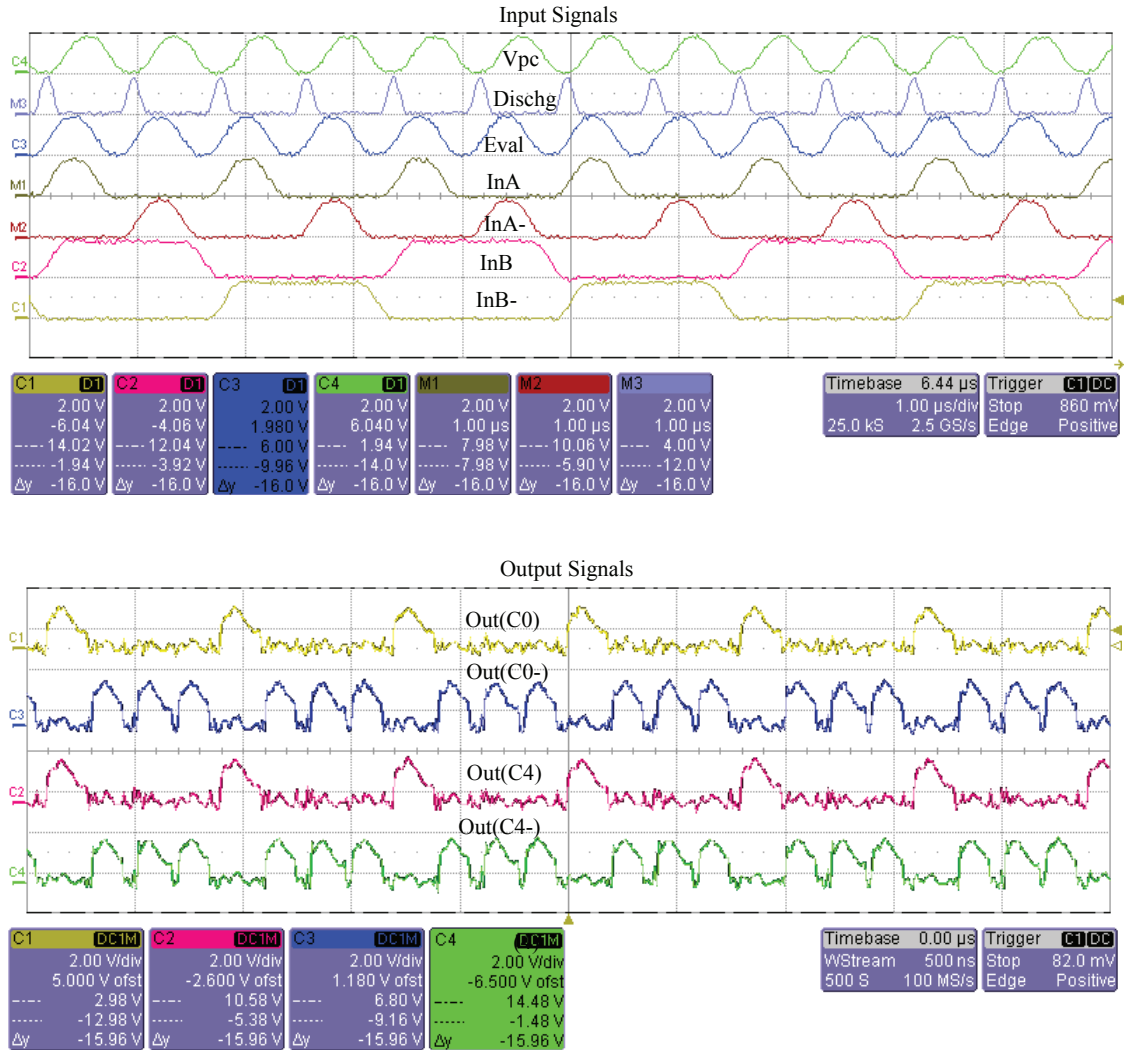 Input Signals
C4
Vpc
M3
Dischg
C3
Eval
M1
InA
M2
InA-
C2
InB
C1
InB-
C1 D1 C2 D1 C3 D1 C4 D1 M1 M2 M3 Timebase 6.44 µs Trigger C1 DC
2.00 V 2.00 V 2.00 V 2.00 V 2.00 V 2.00 V 2.00 V 1.00 µs/div Stop 860 mV
-6.04 V -4.06 V 1.980 V 6.040 V 1.00 µs 1.00 µs 1.00 µs 25.0 kS 2.5 GS/s Edge Positive
14.02 V 12.04 V 6.00 V 1.94 V 7.98 V 10.06 V 4.00 V
-1.94 V -3.92 V -9.96 V -14.0 V -7.98 V -5.90 V -12.0 V
Δy -16.0 V Δy -16.0 V Δy -16.0 V Δy -16.0 V Δy -16.0 V Δy -16.0 V Δy -16.0 V
Output Signals
Out(C0)
C1
Out(C0-)
C3
Out(C4)
C2
Out(C4-)
C4
C1 DC1M C2 DC1M C3 DC1M C4 DC1M Timebase 0.00 µs Trigger C1 DC
2.00 V/div 2.00 V/div 2.00 V/div 2.00 V/div WStream 500 ns Stop 82.0 mV
5.000 V ofst -2.600 V ofst 1.180 V ofst -6.500 V ofst 500 S 100 MS/s Edge Positive
2.98 V 10.58 V 6.80 V 14.48 V
-12.98 V -5.38 V -9.16 V -1.48 V
Δy -15.96 V Δy -15.96 V Δy -15.96 V Δy -15.96 V